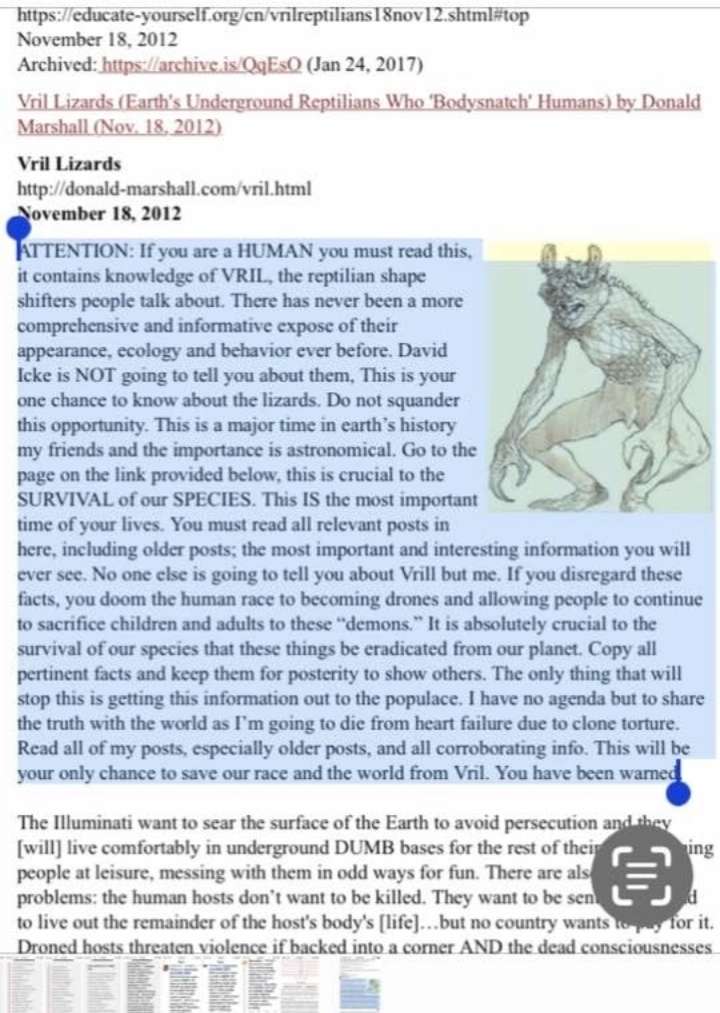 https://educate-yourself.org/cn/vrilreptilians18nov12.shtml#top
November 18, 2012
Archived: https://archive.is/QqEsO (Jan 24, 2017)
Vril Lizards (Earth's Underground Reptilians Who 'Bodysnatch' Humans) by Donald
Marshall (Nov. 18, 2012)
Vril Lizards
http://donald-marshall.com/vril.html
November 18, 2012
ATTENTION: If you are a HUMAN you must read this,
it contains knowledge of VRIL, the reptilian shape
shifters people talk about. There has never been a more
comprehensive and informative expose of their
appearance, ecology and behavior ever before. David
Icke is NOT going to tell you about them, This is your
one chance to know about the lizards. Do not squander
this opportunity. This is a major time in earth's history
my friends and the importance is astronomical. Go to the
page on the link provided below, this is crucial to the
SURVIVAL of our SPECIES. This IS the most important
time of your lives. You must read all relevant posts in
here, including older posts; the most important and interesting information you will
ever see. No one else is going to tell you about Vrill but me. If you disregard these
facts, you doom the human race to becoming drones and allowing people to continue
to sacrifice children and adults to these “demons.” It is absolutely crucial to the
survival of our species that these things be eradicated from our planet. Copy all
pertinent facts and keep them for posterity to show others. The only thing that will
stop this is getting this information out to the populace. I have no agenda but to share
the truth with the world as I'm going to die from heart failure due to clone torture.
Read all of my posts, especially older posts, and all corroborating info. This will be
your only chance to save our race and the world from Vril. You have been warned
The Illuminati want to sear the surface of the Earth to avoid persecution and they
[will] live comfortably in underground DUMB bases for the rest of their ing
people at leisure, messing with them in odd ways for fun. There are als
problems: the human hosts don't want to be killed. They want to be sen d
to live out the remainder of the host's body's [life]…but no country wants to pay for it.
Droned hosts threaten violence if backed into a corner AND the dead consciousnesses